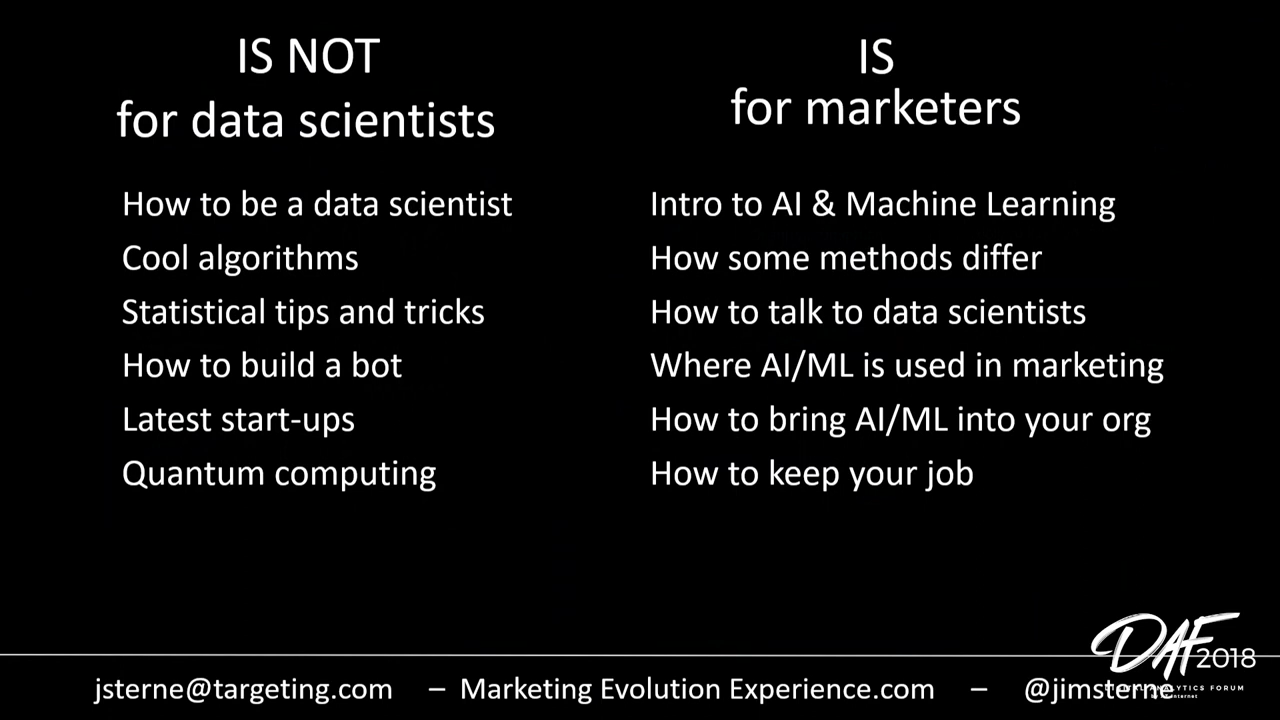 IS NOT
for data scientists
How to be a data scientist
Cool algorithms
Statistical tips and tricks
How to build a bot
Latest start-ups
Quantum computing
IS
for marketers
Intro to AI & Machine Learning
How some methods differ
How to talk to data scientists
Where AI/ML is used in marketing
How to bring AI/ML into your org
How to keep your job
DAF 2018
jsterne@targeting.com – Marketing Evolution Experience.com – @jimsterne
ANALYTICS FORUM